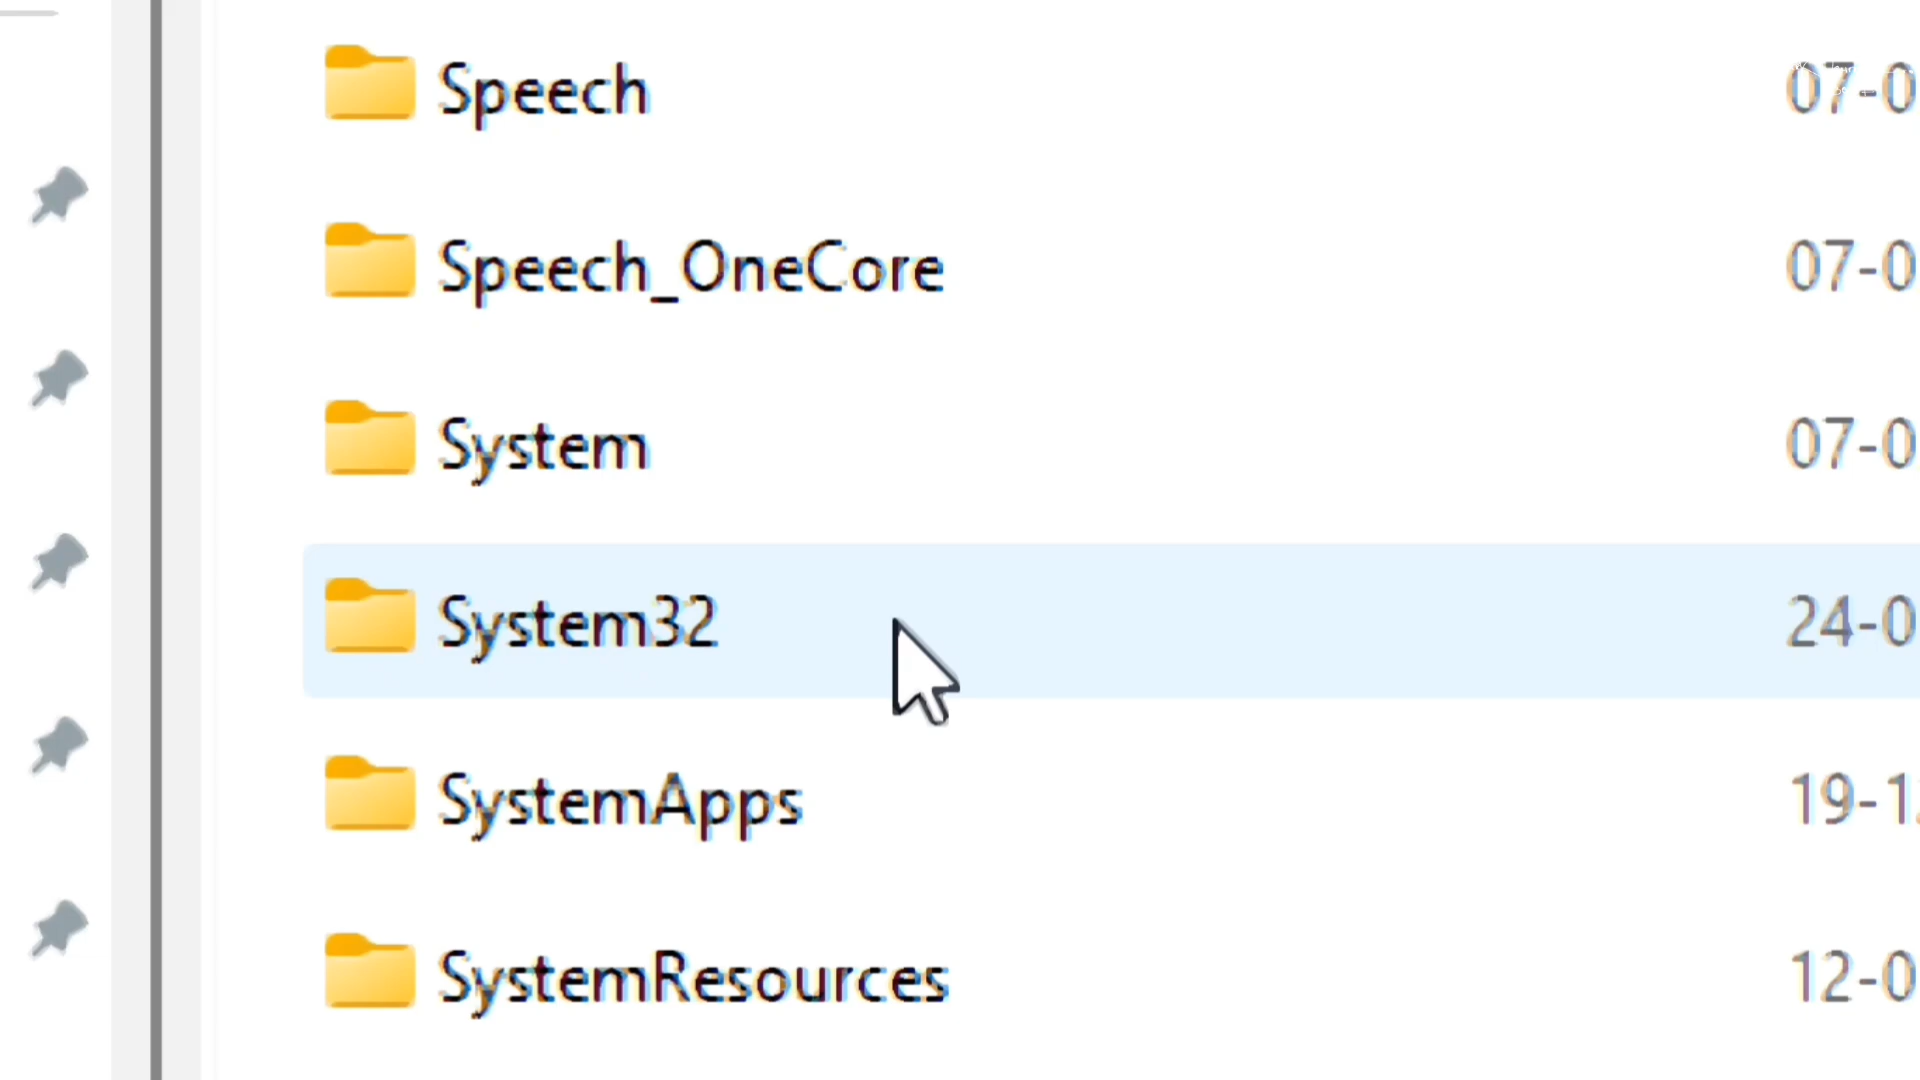 Speech 07-0
Speech_OneCore 07-0
System 07-0
System32 24-0
SystemApps 19-1
SystemResources 12-0